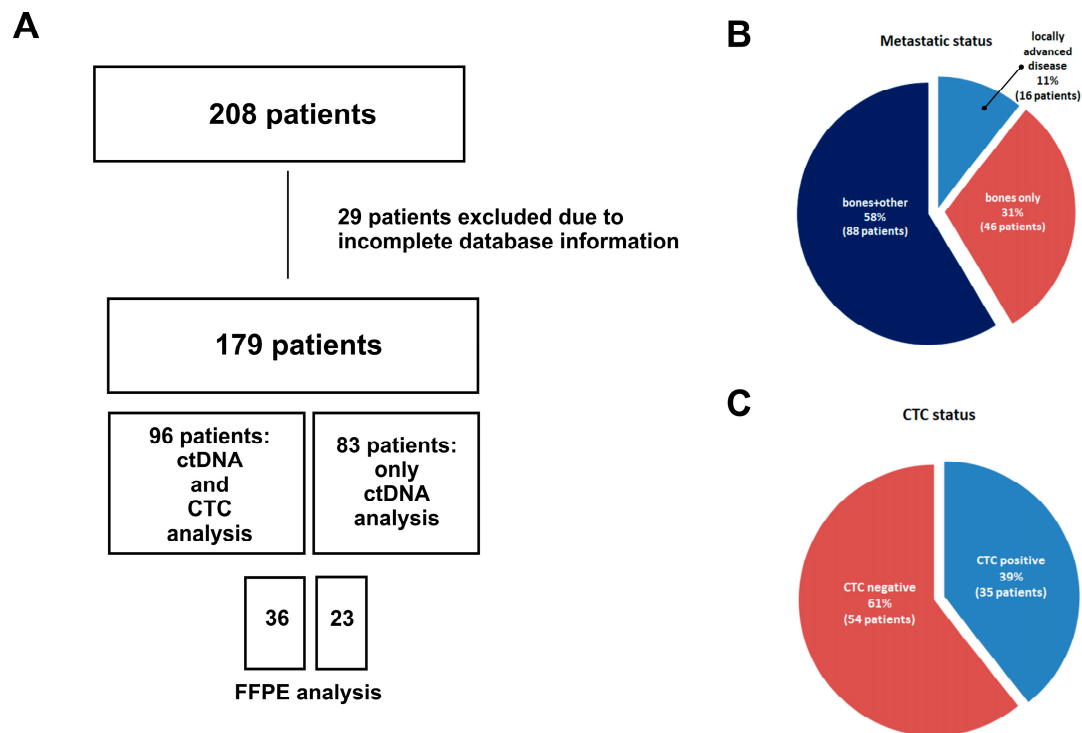 A
208 patients
29 patients excluded due to
incomplete database information
179 patients
96 patients:
ctDNA
and
CTC
analysis
83 patients:
only
ctDNA
analysis
36
23
FFPE analysis
B
Metastatic status
locally
advanced
disease
11%
(16 patients)
bones+other
58%
(88 patients)
bones only
31%
(46 patients)
C
CTC status
CTC positive
39%
(35 patients)
CTC negative
61%
(54 patients)